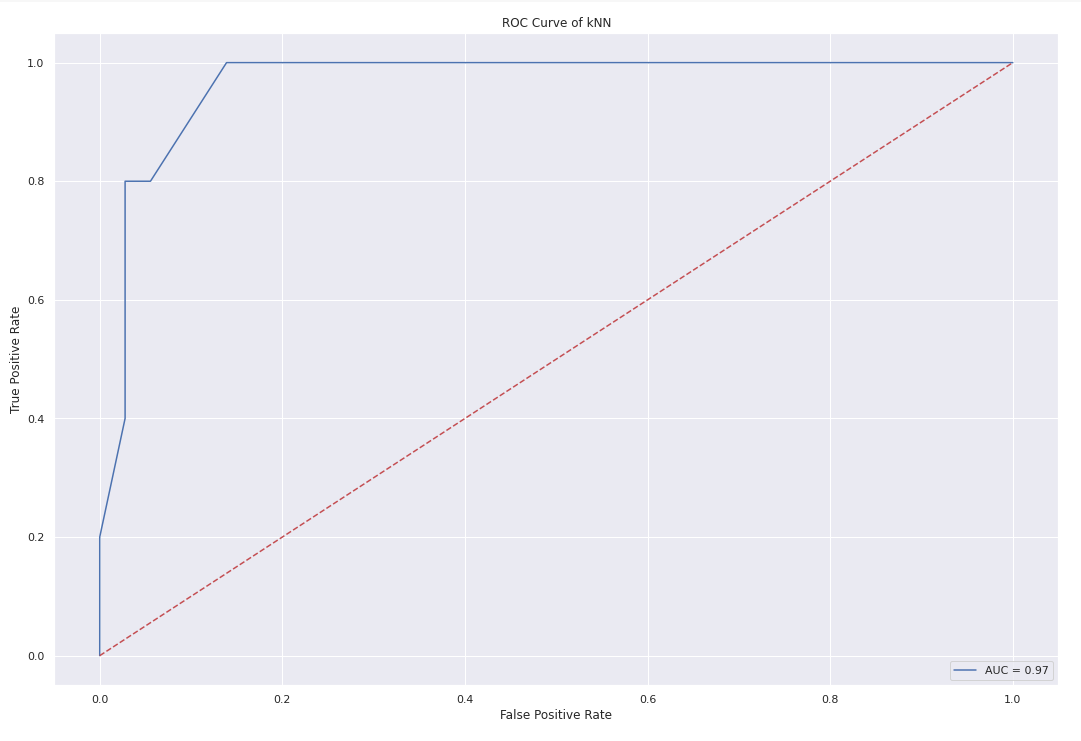 ROC Curve of kNN
1.0
0.8
0.6
0.4
0.2
0.0
True Positive Rate
0.0 0.2 0.4 0.6 0.8 1.0
False Positive Rate
AUC = 0.97